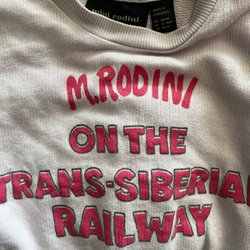 mini rodini
M.RODINI
ON THE
TRANS-SIBERIA
RAILWAY